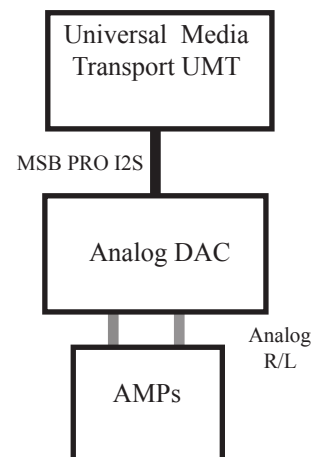 Universal Media
Transport UMT
MSB PRO I2S
Analog DAC
Analog
R/L
AMPs